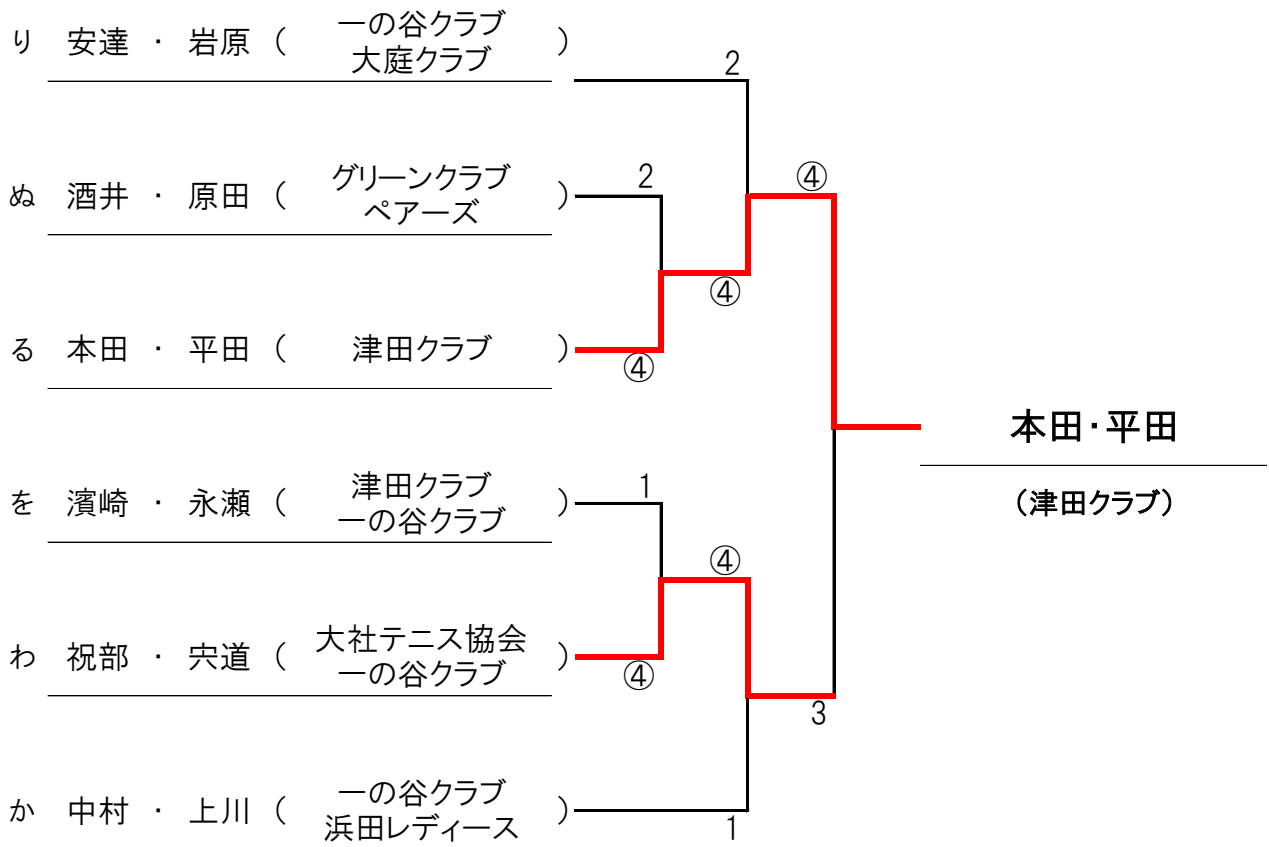 一の谷クラブ
り 安達 ・ 岩原 ( 大庭クラブ )
2
グリーンクラブ
ぬ 酒井 ・ 原田 ( ペアーズ )
2
④
④
る 本田 ・ 平田 ( 津田クラブ )
④
本田・平田
(津田クラブ)
津田クラブ
を 濱崎 ・ 永瀬 ( 一の谷クラブ )
1
④
大社テニス協会
わ 祝部 ・ 宍道 ( 一の谷クラブ )
④
3
一の谷クラブ
か 中村 ・ 上川 ( 浜田レディース )
1